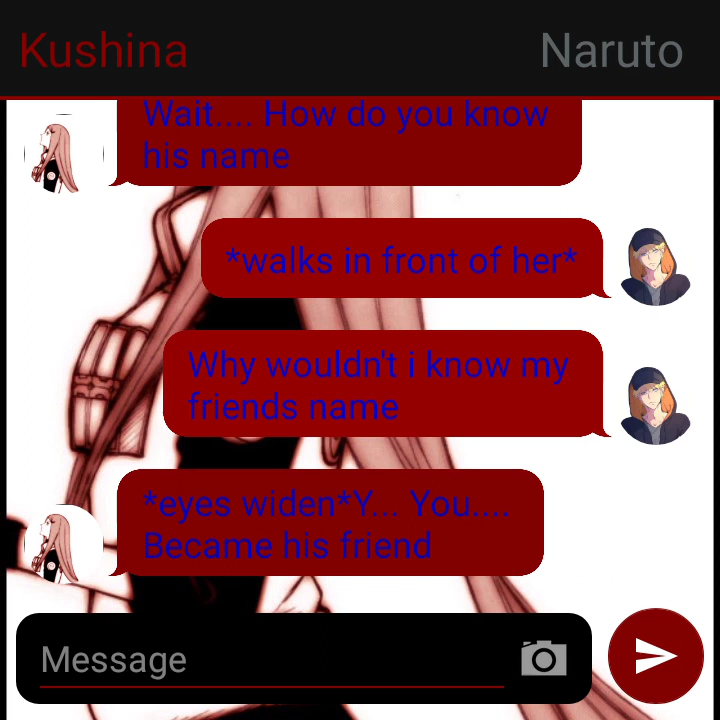 Kushina
Naruto
Wait.... How do you know
his name
*walks in front of her*
Why wouldn't i know my
friends name
*eyes widen*Y... You....
Became his friend
Message